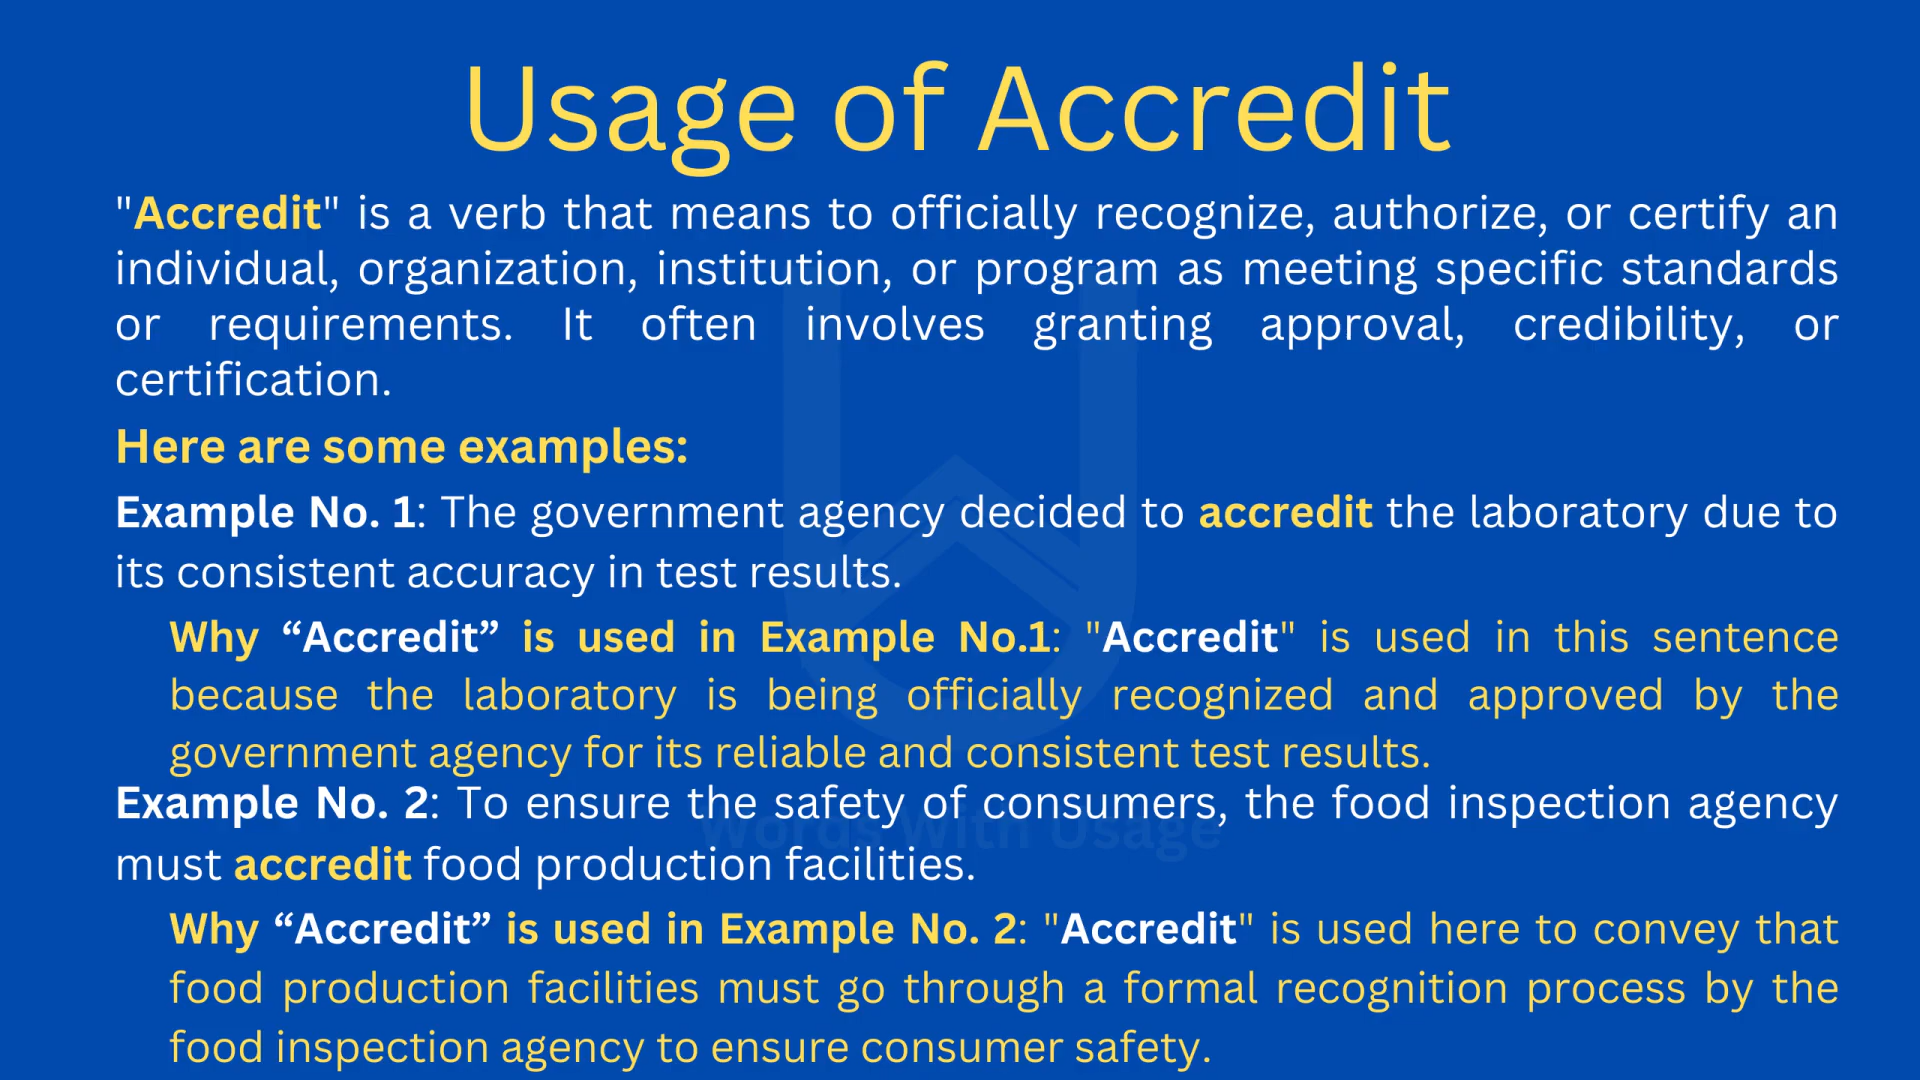 Usage of Accredit
"Accredit" is a verb that means to officially recognize, authorize, or certify an
individual, organization, institution, or program as meeting specific standards
or requirements. It often involves granting approval, credibility, or
certification.
Here are some examples:
Example No. 1: The government agency decided to accredit the laboratory due to
its consistent accuracy in test results.
Why “Accredit” is used in Example No.1: "Accredit" is used in this sentence
because the laboratory is being officially recognized and approved by the
government agency for its reliable and consistent test results.
Example No. 2: To ensure the safety of consumers, the food inspection agency
Words With Usage
must accredit food production facilities.
Why “Accredit” is used in Example No. 2: "Accredit" is used here to convey that
food production facilities must go through a formal recognition process by the
food inspection agency to ensure consumer safety.